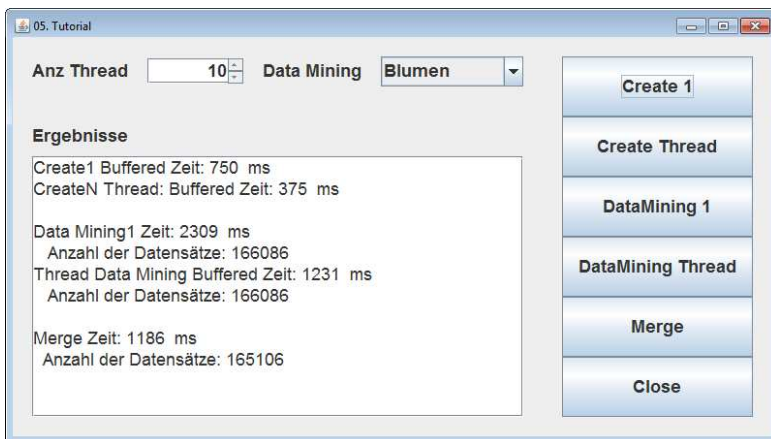 05. Tutorial
Anz Thread 10 Data Mining Blumen
Ergebnisse
Create1 Buffered Zeit: 750 ms
CreateN Thread: Buffered Zeit: 375 ms
Data Mining1 Zeit: 2309 ms
Anzahl der Datensätze: 166086
Thread Data Mining Buffered Zeit: 1231 ms
Anzahl der Datensätze: 166086
Merge Zeit: 1186 ms
Anzahl der Datensätze: 165106
Create 1
Create Thread
DataMining 1
DataMining Thread
Merge
Close